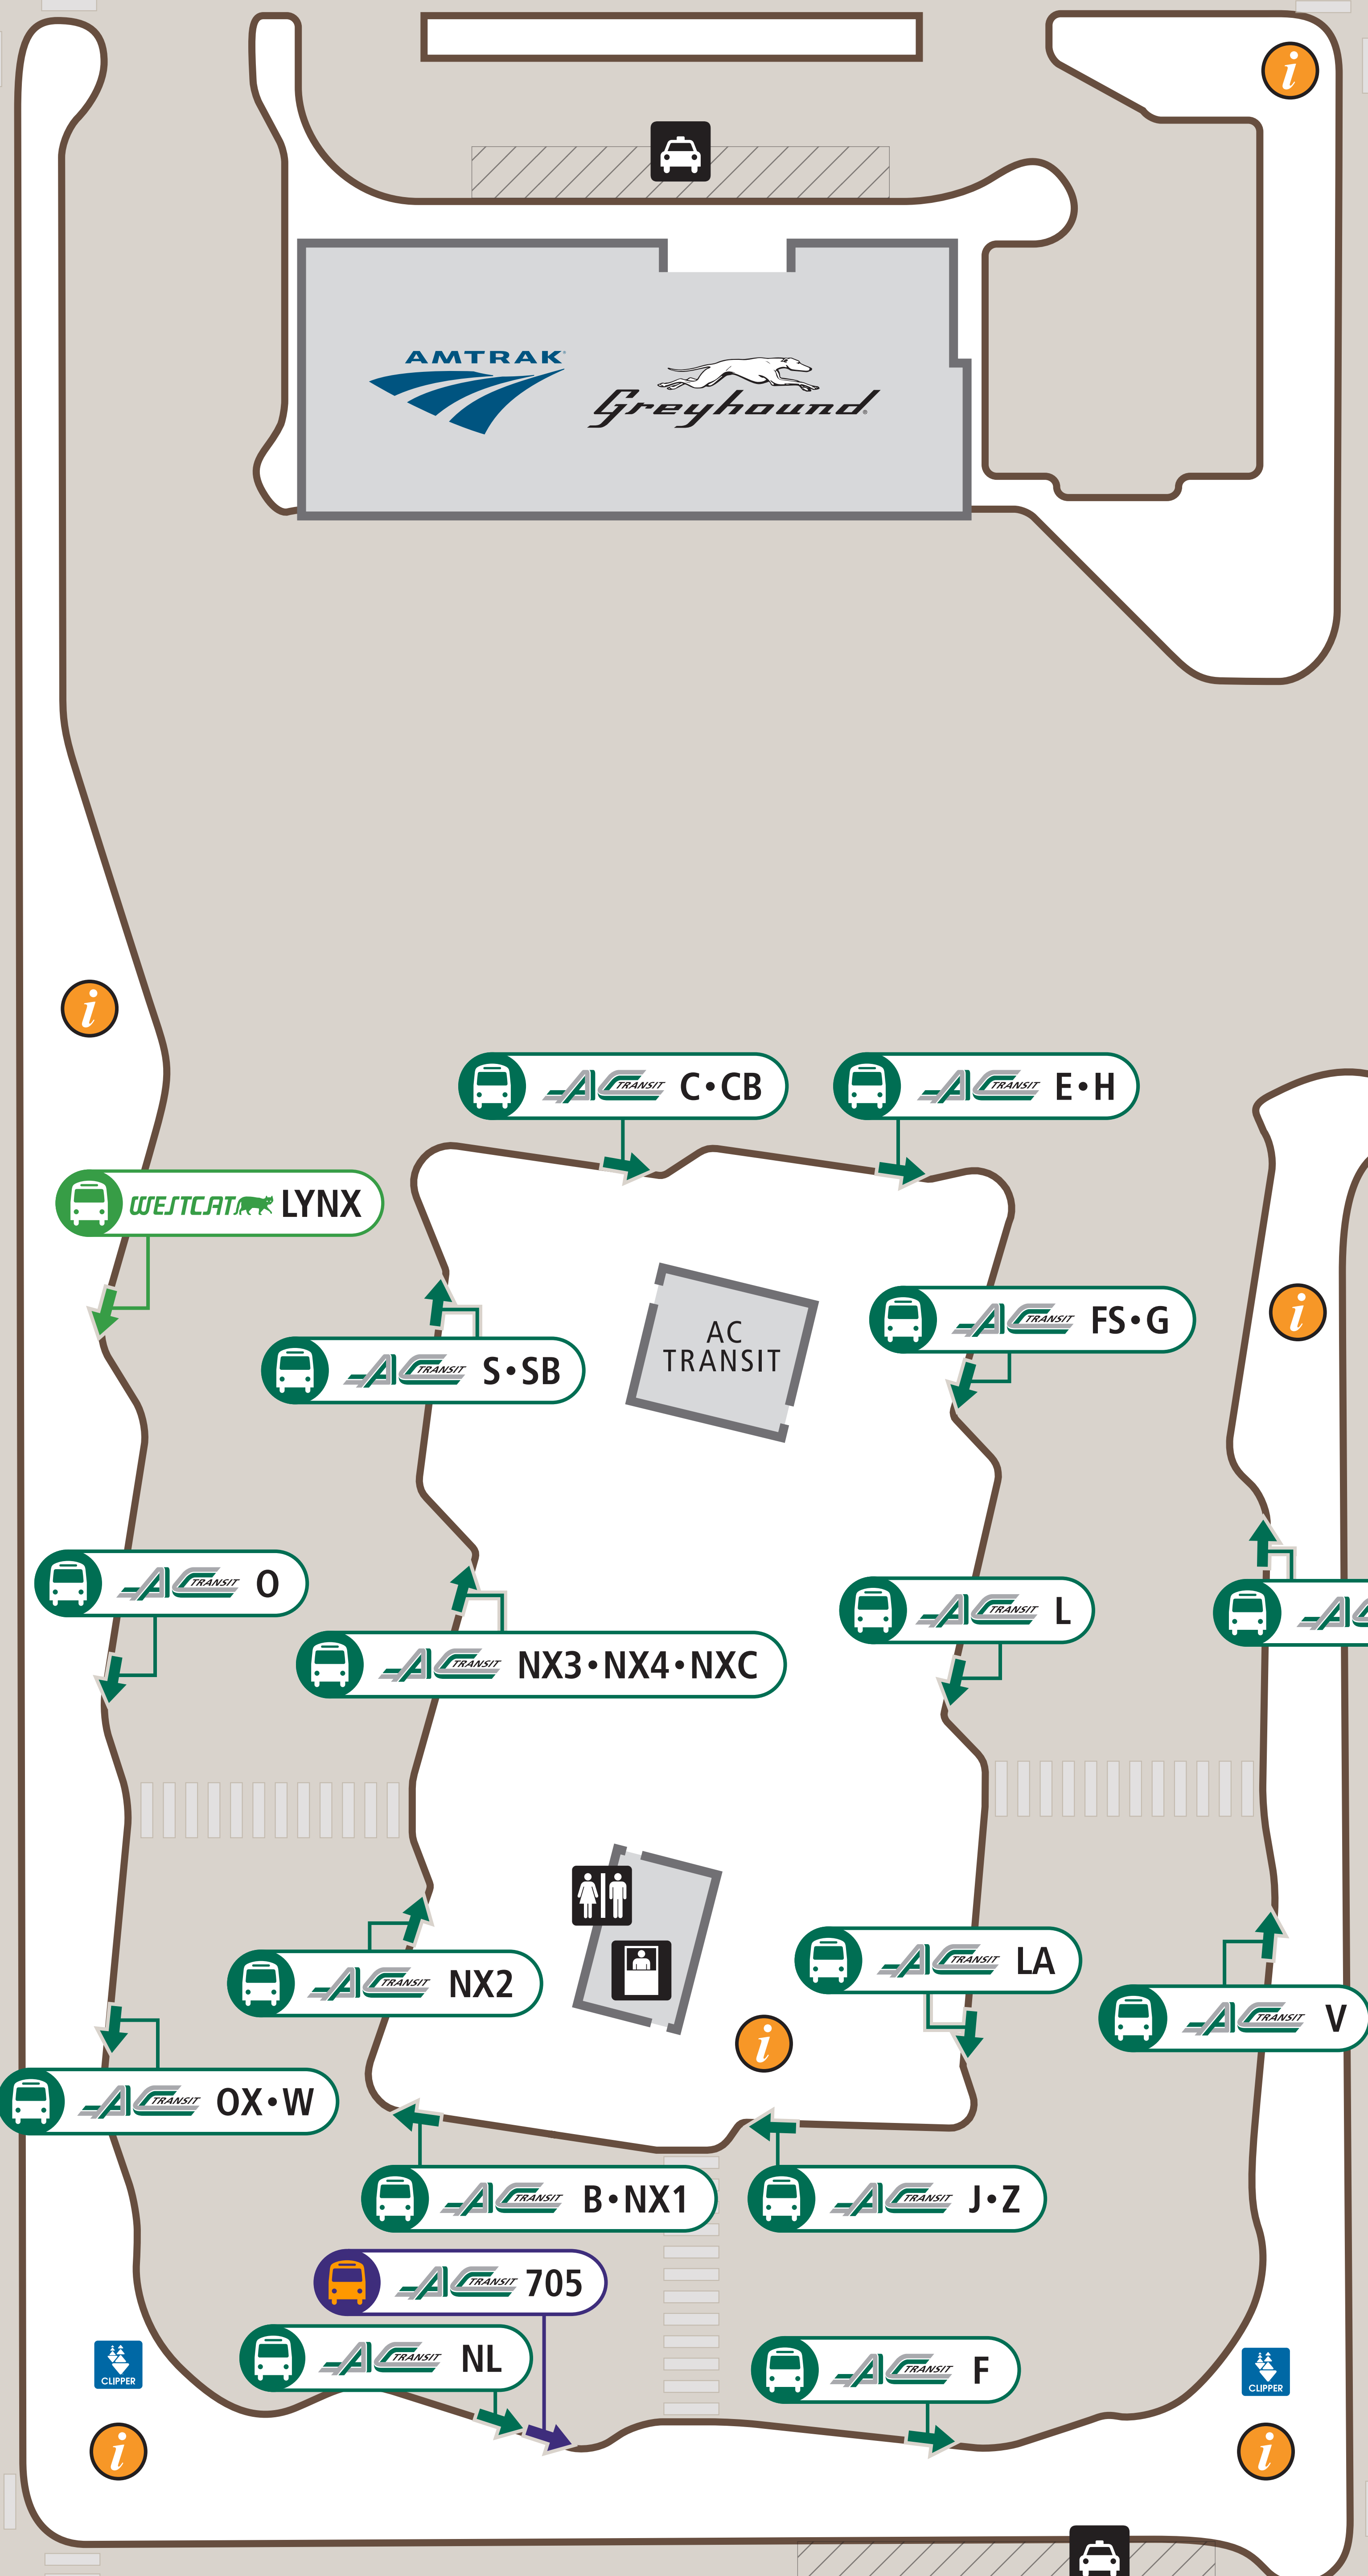 i
AMTRAK
Greyhound
i
AC TRANSIT C•CB
AC TRANSIT E•H
WESTCAT LYNX
AC
TRANSIT
AC TRANSIT FS•G
i
AC TRANSIT S•SB
AC TRANSIT O
AC TRANSIT L
AC
AC TRANSIT NX3•NX4•NXC
AC TRANSIT NX2
AC TRANSIT LA
AC TRANSIT V
i
AC TRANSIT OX•W
AC TRANSIT B•NX1
AC TRANSIT J•Z
AC TRANSIT 705
AC TRANSIT NL
AC TRANSIT F
CLIPPER
CLIPPER
i
i